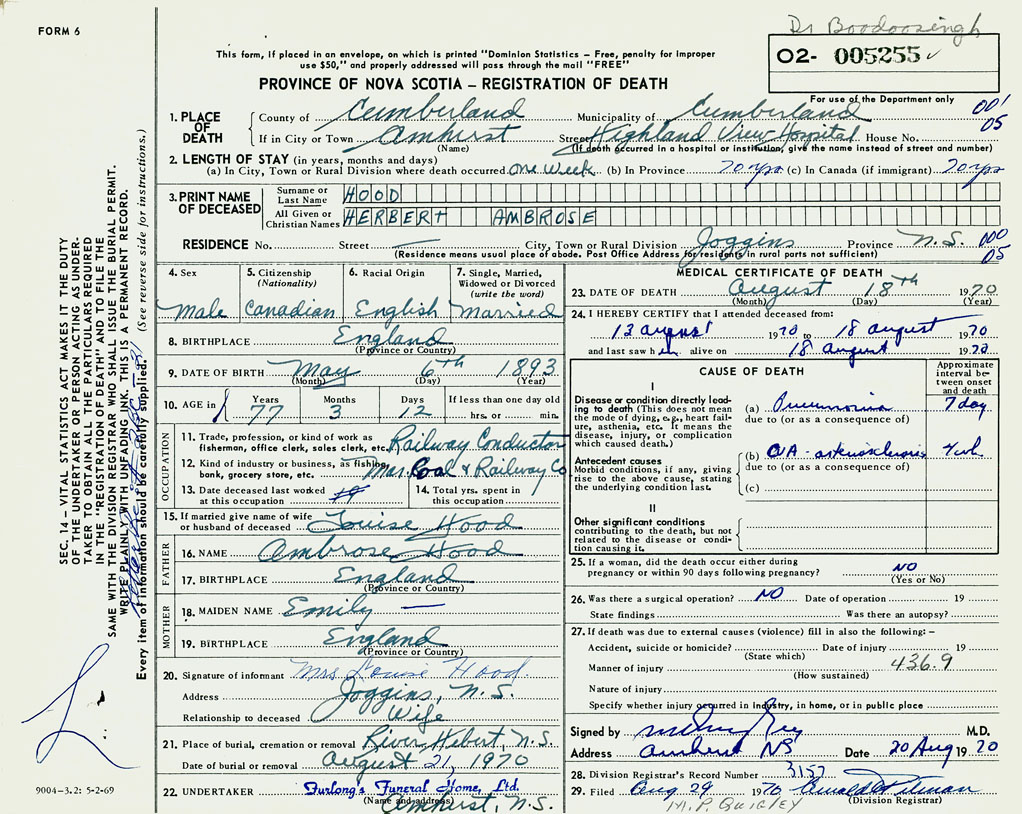 FORM 6
Dr Boodoosingh
This form, if placed in an envelope, on which is printed "Dominion Statistics – Free, penalty for improper
use $50," and properly addressed will pass through the mail "FREE"
02- 005255 ✓
PROVINCE OF NOVA SCOTIA – REGISTRATION OF DEATH
For use of the Department only
001
05
1. PLACE OF DEATH County of Cumberland Municipality of Cumberland
If in City or Town Amherst Street Highland View Hospital House No.
(Name) (If death occurred in a hospital or institution, give the name instead of street and number)
2. LENGTH OF STAY (in years, months and days)
(a) In City, Town or Rural Division where death occurred one week (b) In Province 70 yrs (c) In Canada (if immigrant) 70 yrs
3. PRINT NAME OF DECEASED Surname or Last Name HOOD
All Given or Christian Names HERBERT AMBROSE
RESIDENCE No. Street — City, Town or Rural Division Joggins Province N.S. 000
05
(Residence means usual place of abode. Post Office Address for residents in rural parts not sufficient)
4. Sex Male
5. Citizenship (Nationality) Canadian
6. Racial Origin English
7. Single, Married, Widowed or Divorced (write the word) Married
8. BIRTHPLACE England
(Province or Country)
9. DATE OF BIRTH May 6th 1893
(Month) (Day) (Year)
10. AGE in Years 77 Months 3 Days 12 If less than one day old
hrs. or min.
OCCUPATION
11. Trade, profession, or kind of work as
fisherman, office clerk, sales clerk, etc. Railway Conductor
12. Kind of industry or business, as fishing,
bank, grocery store, etc. Mar. Coal & Railway Co
13. Date deceased last worked
at this occupation
14. Total yrs. spent in
this occupation
15. If married give name of wife
or husband of deceased Louise Hood
FATHER
16. NAME Ambrose Hood
17. BIRTHPLACE England
(Province or Country)
MOTHER
18. MAIDEN NAME Emily —
19. BIRTHPLACE England
(Province or Country)
20. Signature of informant Mrs Louise Hood
Address Joggins, N.S.
Relationship to deceased Wife
21. Place of burial, cremation or removal River Hebert, N.S.
Date of burial or removal August 21, 1970
22. UNDERTAKER Furlong's Funeral Home, Ltd.
(Name and address) Amherst, N.S.
MEDICAL CERTIFICATE OF DEATH
23. DATE OF DEATH August 18th 1970
(Month) (Day) (Year)
24. I HEREBY CERTIFY that I attended deceased from:
12 August 1970 to 18 August 1970
and last saw him alive on 18 August 1970
CAUSE OF DEATH
Approximate interval between onset and death
I
Disease or condition directly leading
to death (This does not mean
the mode of dying, e.g., heart failure,
asthenia, etc. It means the
disease, injury, or complication
which caused death.)
(a) Pneumonia 7 day
due to (or as a consequence of)
Antecedent causes
Morbid conditions, if any, giving
rise to the above cause, stating
the underlying condition last.
(b) CVA - arteriosclerosis
due to (or as a consequence of)
(c)
II
Other significant conditions
contributing to the death, but not
related to the disease or condition
causing it.
25. If a woman, did the death occur either during
pregnancy or within 90 days following pregnancy? NO
(Yes or No)
26. Was there a surgical operation? NO Date of operation 19
State findings Was there an autopsy?
27. If death was due to external causes (violence) fill in also the following: –
Accident, suicide or homicide? Date of injury 19
(State which)
Manner of injury 436.9
(How sustained)
Nature of injury
Specify whether injury occurred in industry, in home, or in public place
Signed by M.D.
Address Amherst NS Date 20 Aug 1970
28. Division Registrar's Record Number 3157
29. Filed Aug 29 1970
M.P. QUIGLEY (Division Registrar)
SEC. 14 – VITAL STATISTICS ACT MAKES IT THE DUTY
OF THE UNDERTAKER OR PERSON ACTING AS UNDERTAKER
TO OBTAIN ALL THE PARTICULARS REQUIRED
IN THE "REGISTRATION OF DEATH" AND TO FILE THE
SAME WITH THE DIVISION REGISTRAR WHO SHALL ISSUE THE BURIAL PERMIT.
WRITE PLAINLY WITH UNFADING INK. THIS IS A PERMANENT RECORD.
Every item of information should be carefully supplied. (See reverse side for instructions.)
9004-3.2: 5-2-69